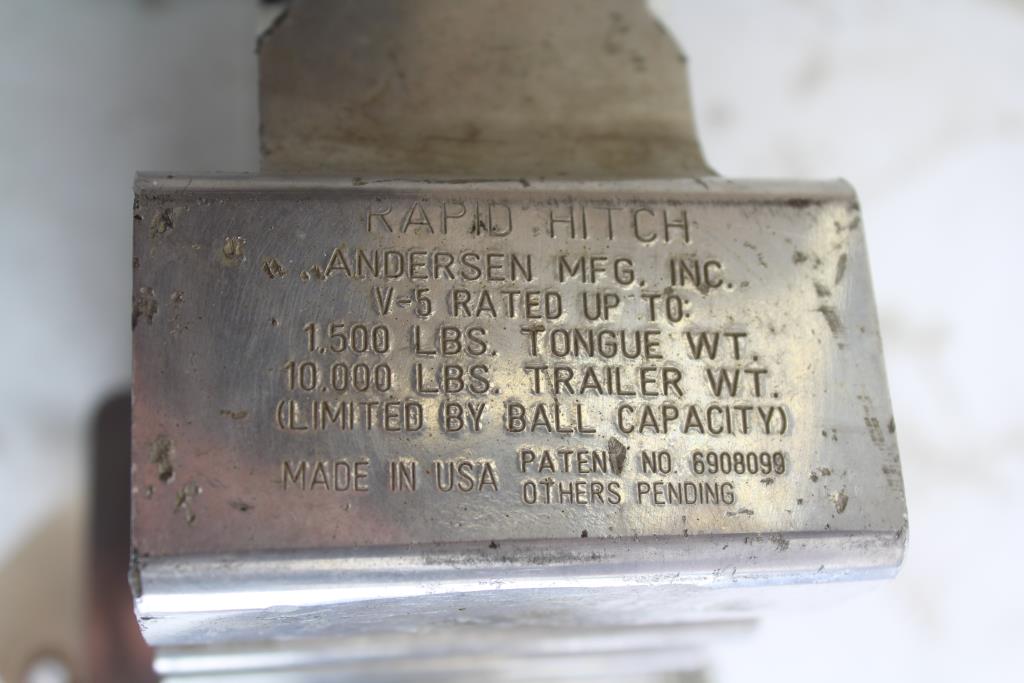 RAPID HITCH
ANDERSEN MFG. INC.
V-5 RATED UP TO:
1,500 LBS. TONGUE WT.
10,000 LBS. TRAILER WT.
(LIMITED BY BALL CAPACITY)
MADE IN USA PATENT NO. 6908099
OTHERS PENDING